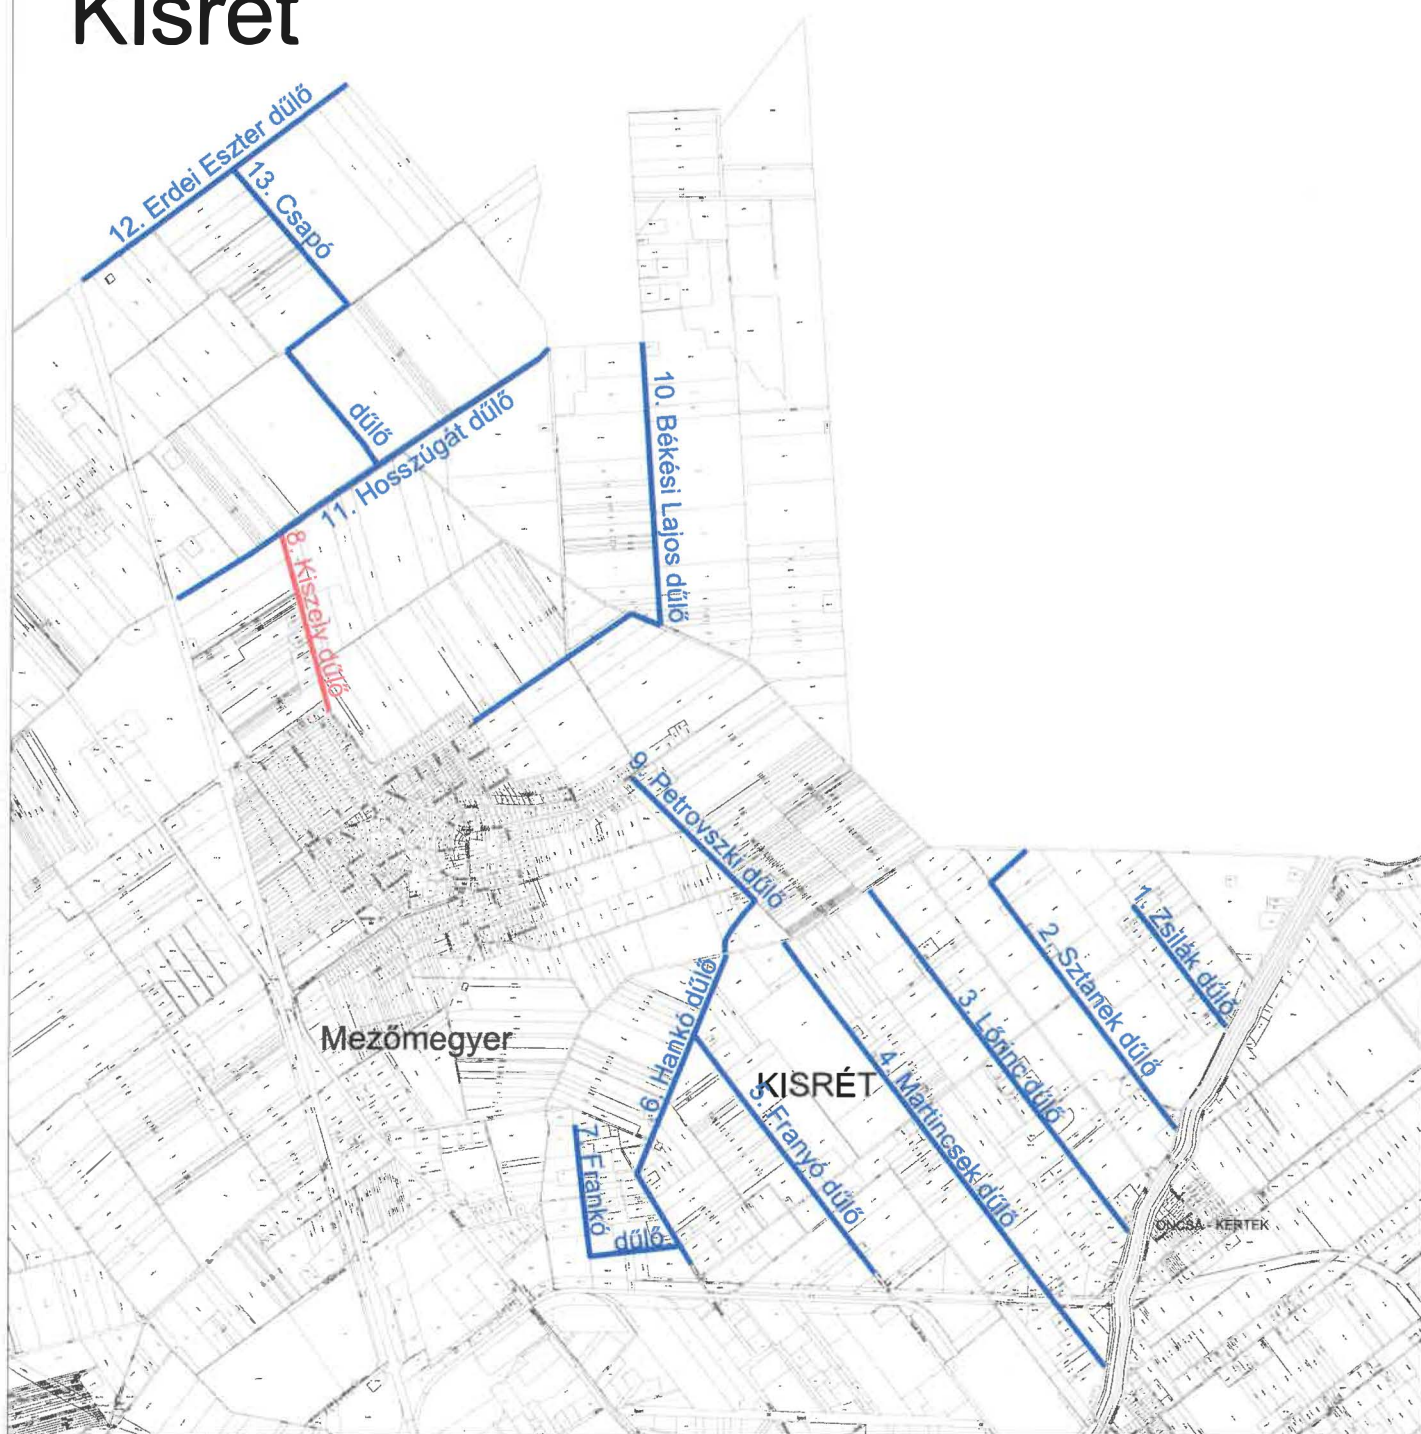 Kisrét
12. Erdei Eszter dűlő
13. Csapó
dűlő
11. Hosszúgát dűlő
10. Békési Lajos dűlő
8. Kiszely dűlő
9. Petrovszki dűlő
1. Zsilák dűlő
2. Sztanek dűlő
3. Lőrinc dűlő
4. Martincsek dűlő
6. Hankó dűlő
Mezőmegyer
KISRÉT
5. Franyó dűlő
7. Frankó
dűlő
ONCSA - KERTEK